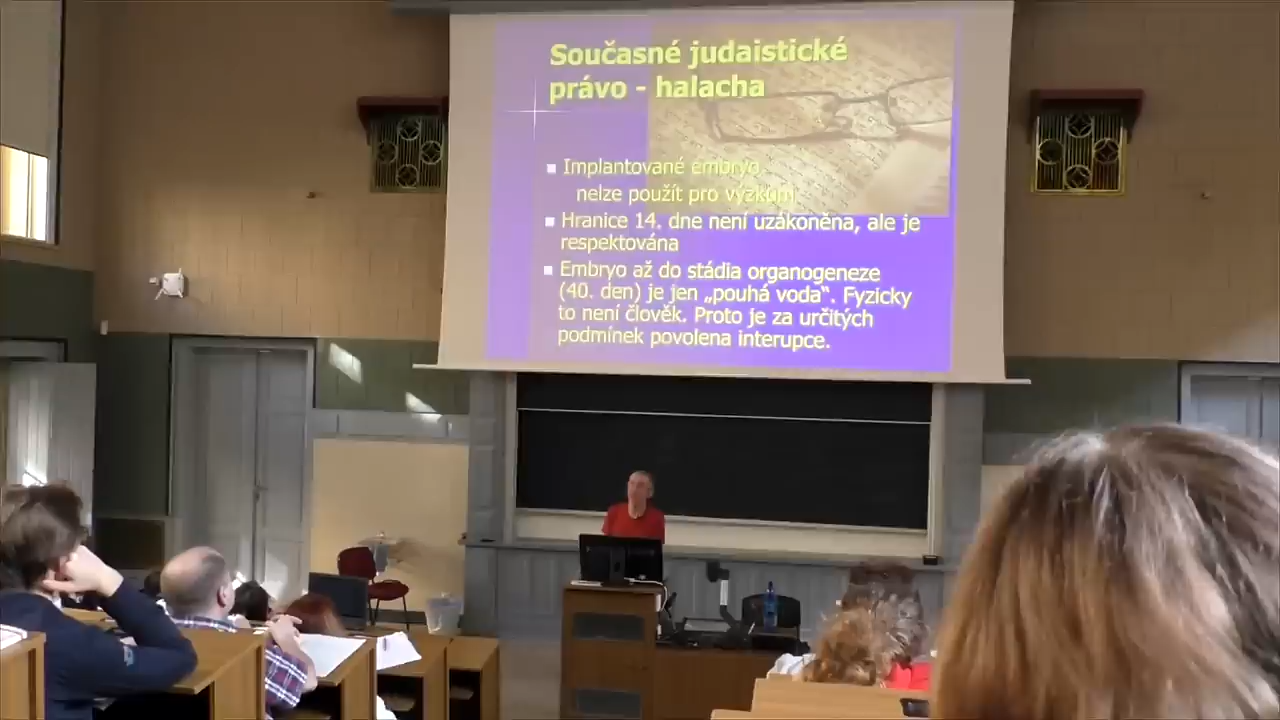 Současné judaistické
právo - halacha
Implantované embryo
nelze použít pro výzkum
Hranice 14. dne není uzákoněna, ale je
respektována
Embryo až do stádia organogeneze
(40. den) je jen „pouhá voda“. Fyzicky
to není člověk. Proto je za určitých
podmínek povolena interupce.